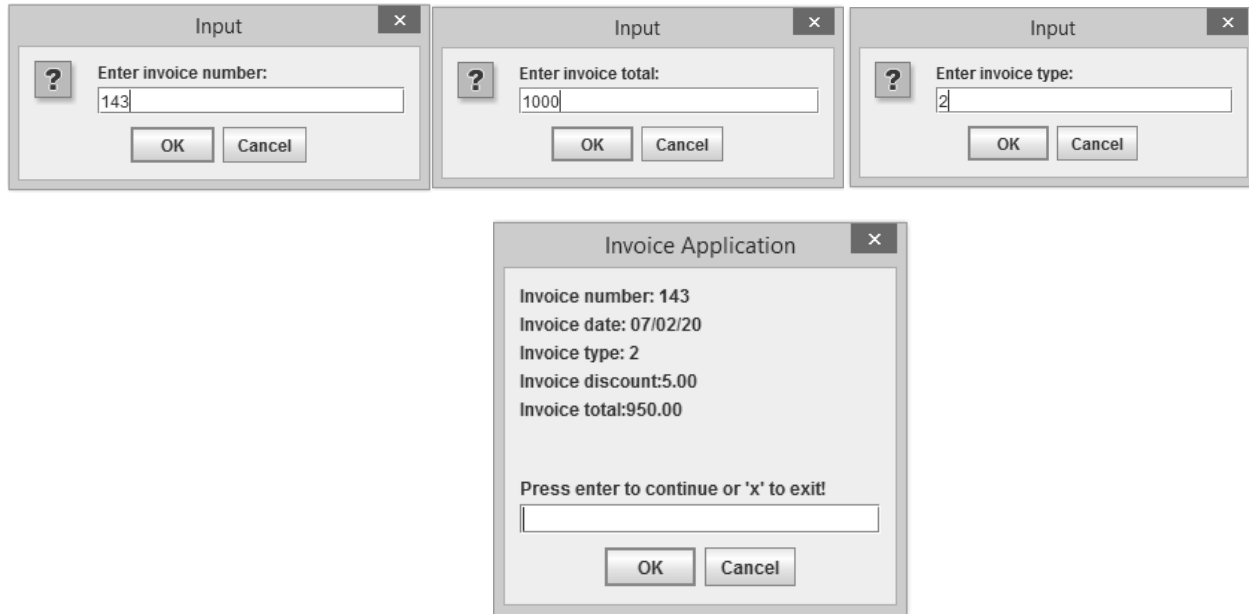 Input
×
?
Enter invoice number:
143
OK
Cancel
Input
×
?
Enter invoice total:
1000
OK
Cancel
Input
×
?
Enter invoice type:
2
OK
Cancel
Invoice Application
×
Invoice number: 143
Invoice date: 07/02/20
Invoice type: 2
Invoice discount:5.00
Invoice total:950.00
Press enter to continue or 'x' to exit!
OK
Cancel